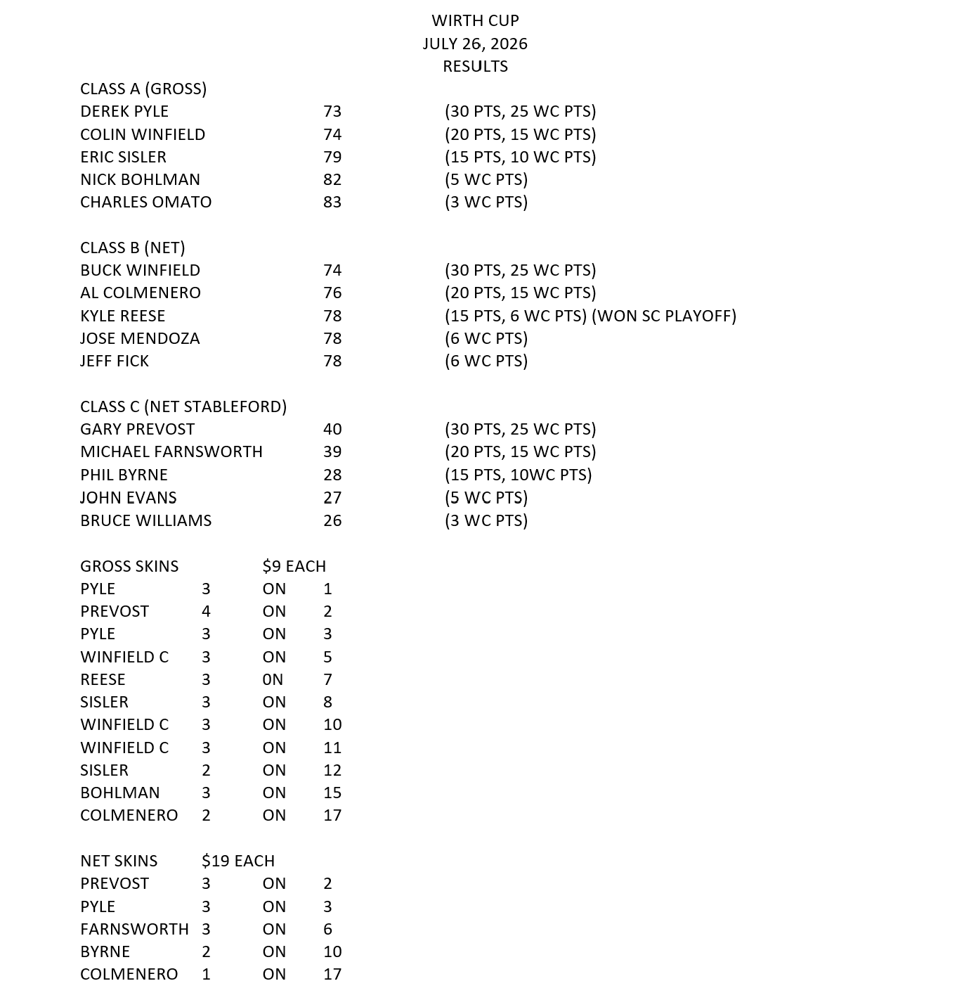 WIRTH CUP
JULY 26, 2026
RESULTS
CLASS A (GROSS)
DEREK PYLE 73 (30 PTS, 25 WC PTS)
COLIN WINFIELD 74 (20 PTS, 15 WC PTS)
ERIC SISLER 79 (15 PTS, 10 WC PTS)
NICK BOHLMAN 82 (5 WC PTS)
CHARLES OMATO 83 (3 WC PTS)
CLASS B (NET)
BUCK WINFIELD 74 (30 PTS, 25 WC PTS)
AL COLMENERO 76 (20 PTS, 15 WC PTS)
KYLE REESE 78 (15 PTS, 6 WC PTS) (WON SC PLAYOFF)
JOSE MENDOZA 78 (6 WC PTS)
JEFF FICK 78 (6 WC PTS)
CLASS C (NET STABLEFORD)
GARY PREVOST 40 (30 PTS, 25 WC PTS)
MICHAEL FARNSWORTH 39 (20 PTS, 15 WC PTS)
PHIL BYRNE 28 (15 PTS, 10WC PTS)
JOHN EVANS 27 (5 WC PTS)
BRUCE WILLIAMS 26 (3 WC PTS)
GROSS SKINS $9 EACH
PYLE 3 ON 1
PREVOST 4 ON 2
PYLE 3 ON 3
WINFIELD C 3 ON 5
REESE 3 0N 7
SISLER 3 ON 8
WINFIELD C 3 ON 10
WINFIELD C 3 ON 11
SISLER 2 ON 12
BOHLMAN 3 ON 15
COLMENERO 2 ON 17
NET SKINS $19 EACH
PREVOST 3 ON 2
PYLE 3 ON 3
FARNSWORTH 3 ON 6
BYRNE 2 ON 10
COLMENERO 1 ON 17